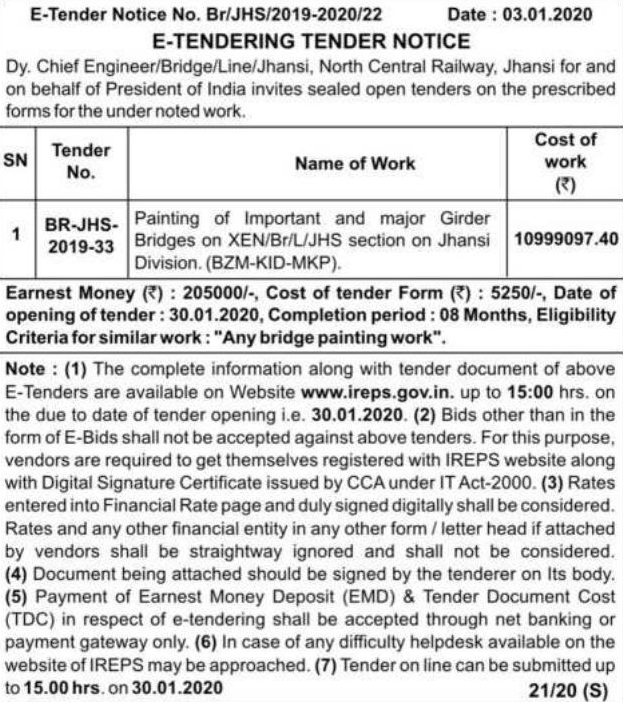 E-Tender Notice No. Br/JHS/2019-2020/22 Date : 03.01.2020
E-TENDERING TENDER NOTICE
Dy. Chief Engineer/Bridge/Line/Jhansi, North Central Railway, Jhansi for and
on behalf of President of India invites sealed open tenders on the prescribed
forms for the under noted work.
SN
Tender
No.
Name of Work
Cost of
work
(₹)
1
BR-JHS-
2019-33
Painting of Important and major Girder
Bridges on XEN/Br/L/JHS section on Jhansi
Division. (BZM-KID-MKP).
10999097.40
Earnest Money (₹) : 205000/-, Cost of tender Form (₹) : 5250/-, Date of
opening of tender : 30.01.2020, Completion period : 08 Months, Eligibility
Criteria for similar work : "Any bridge painting work".
Note : (1) The complete information along with tender document of above
E-Tenders are available on Website www.ireps.gov.in. up to 15:00 hrs. on
the due to date of tender opening i.e. 30.01.2020. (2) Bids other than in the
form of E-Bids shall not be accepted against above tenders. For this purpose,
vendors are required to get themselves registered with IREPS website along
with Digital Signature Certificate issued by CCA under IT Act-2000. (3) Rates
entered into Financial Rate page and duly signed digitally shall be considered.
Rates and any other financial entity in any other form / letter head if attached
by vendors shall be straightway ignored and shall not be considered.
(4) Document being attached should be signed by the tenderer on Its body.
(5) Payment of Earnest Money Deposit (EMD) & Tender Document Cost
(TDC) in respect of e-tendering shall be accepted through net banking or
payment gateway only. (6) In case of any difficulty helpdesk available on the
website of IREPS may be approached. (7) Tender on line can be submitted up
to 15.00 hrs. on 30.01.2020 21/20 (S)